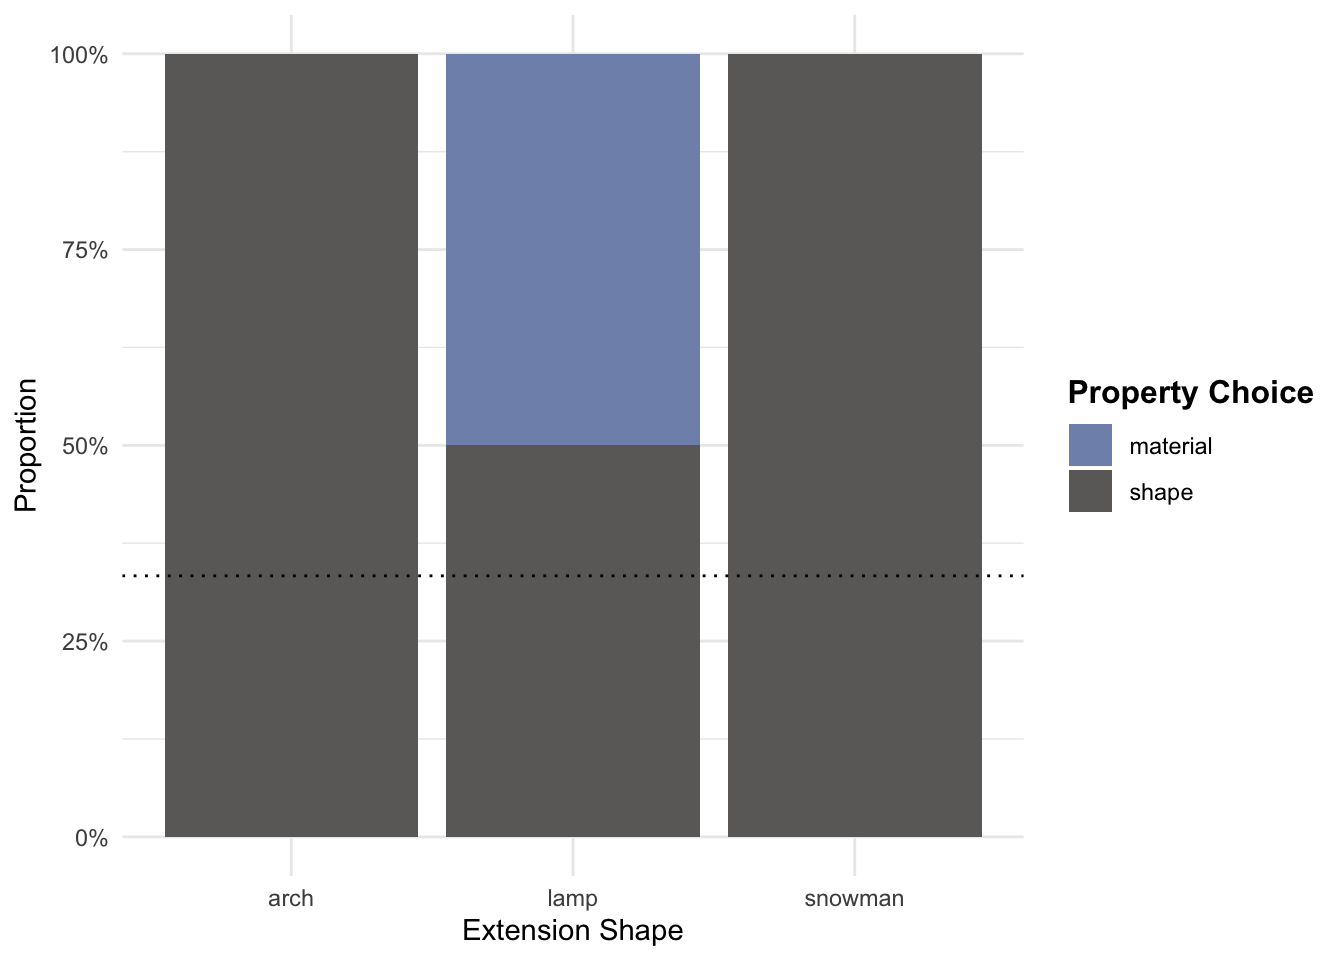 100%
75%
50%
25%
0%
Proportion
arch
lamp
snowman
Extension Shape
Property Choice
material
shape